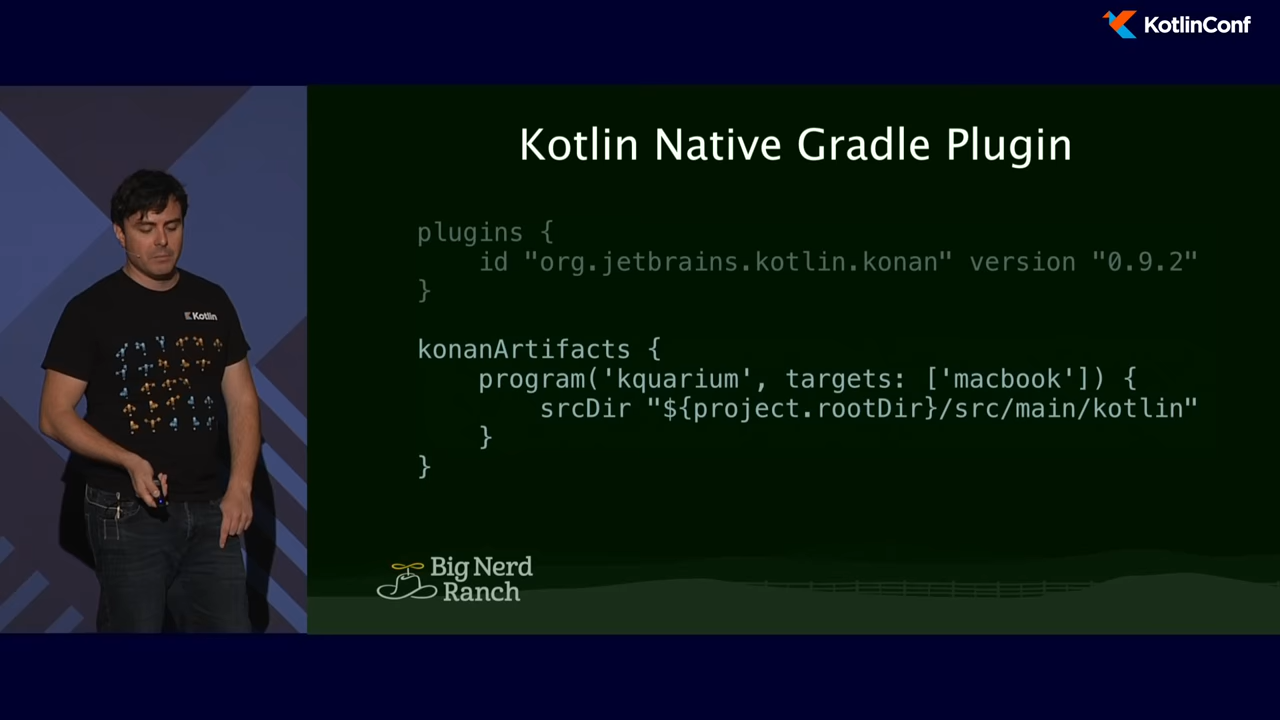 KotlinConf
Kotlin Native Gradle Plugin
plugins {
    id "org.jetbrains.kotlin.konan" version "0.9.2"
}
konanArtifacts {
    program('kquarium', targets: ['macbook']) {
        srcDir "${project.rootDir}/src/main/kotlin"
    }
}
Kotlin
Big Nerd
Ranch